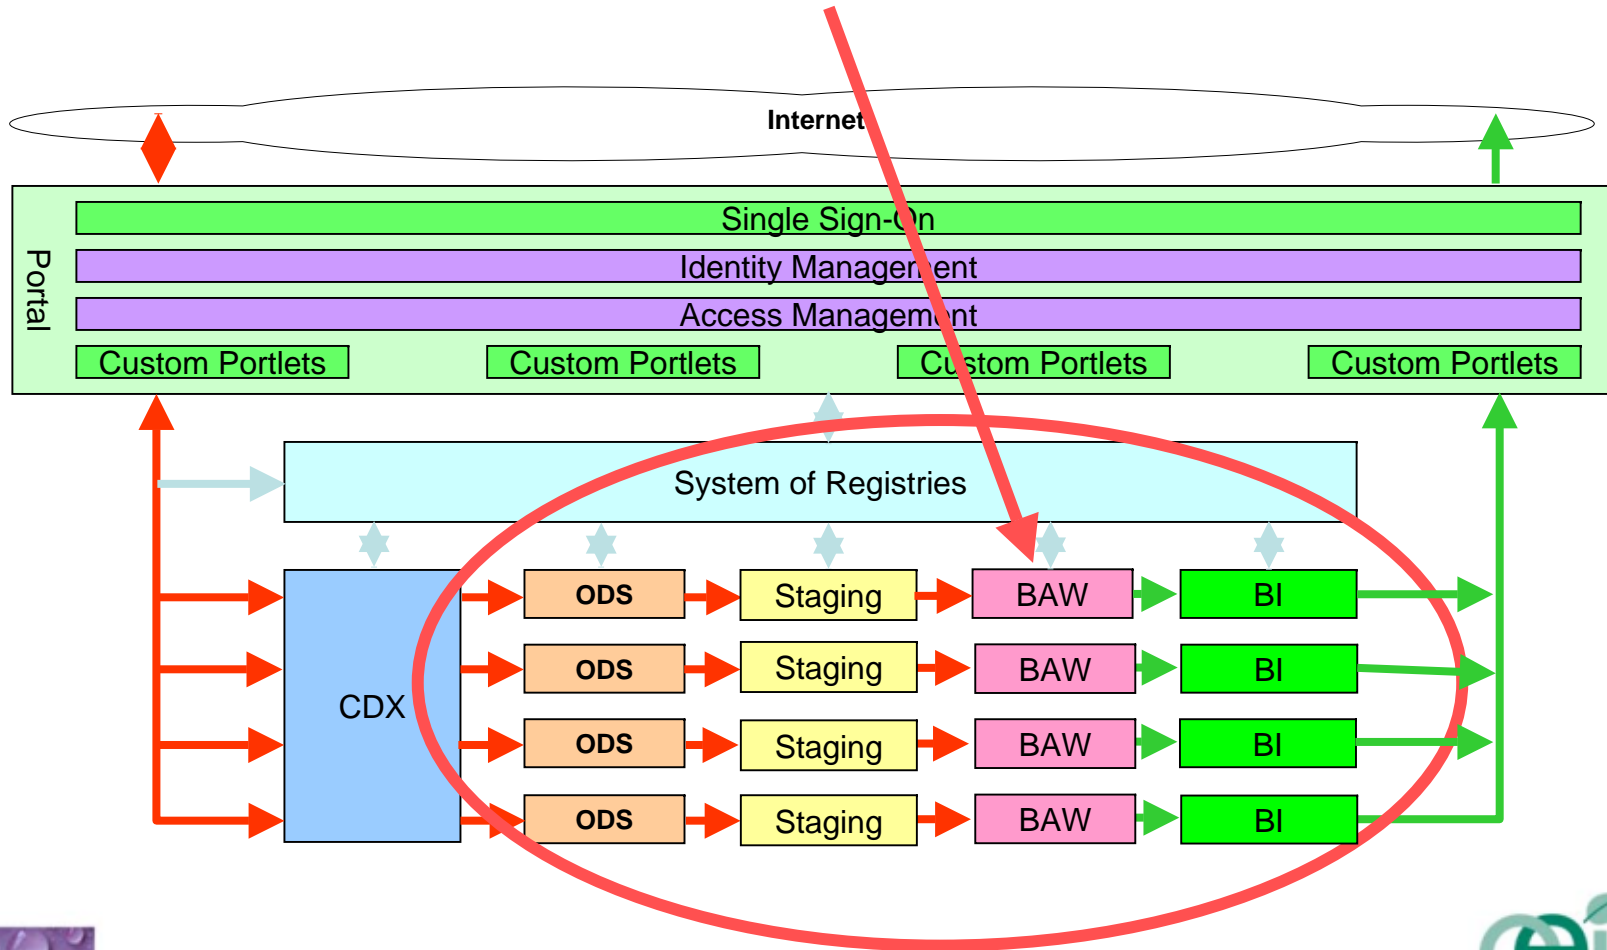 Internet
Portal
Single Sign-On
Identity Management
Access Management
Custom Portlets
Custom Portlets
Custom Portlets
Custom Portlets
System of Registries
CDX
ODS
Staging
BAW
BI
ODS
Staging
BAW
BI
ODS
Staging
BAW
BI
ODS
Staging
BAW
BI